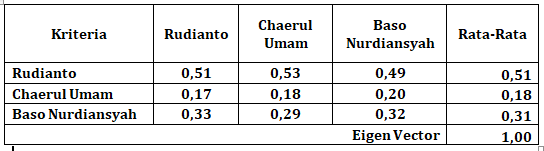 Kriteria Rudianto Chaerul Umam Baso Nurdiansyah Rata-Rata
Rudianto 0,51 0,53 0,49 0,51
Chaerul Umam 0,17 0,18 0,20 0,18
Baso Nurdiansyah 0,33 0,29 0,32 0,31
Eigen Vector 1,00